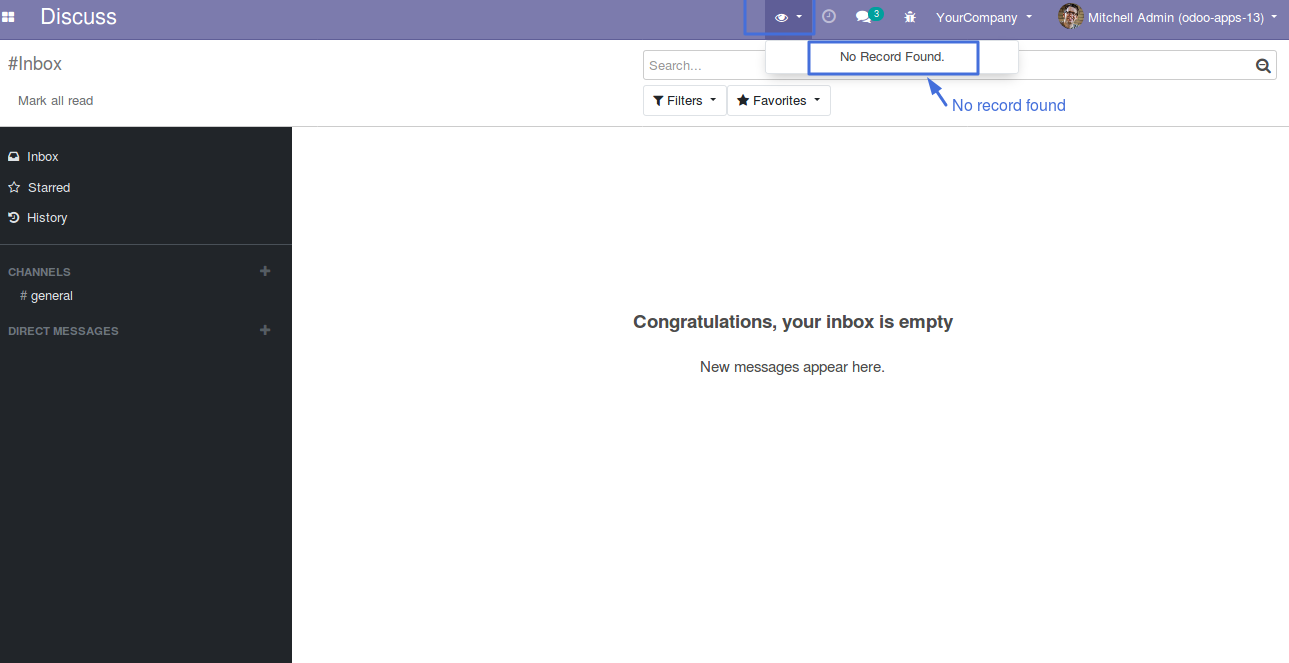 Discuss
3
YourCompany
Mitchell Admin (odoo-apps-13)
#Inbox
Search...
No Record Found.
Mark all read
Filters
Favorites
No record found
Inbox
Starred
History
CHANNELS
# general
DIRECT MESSAGES
Congratulations, your inbox is empty
New messages appear here.